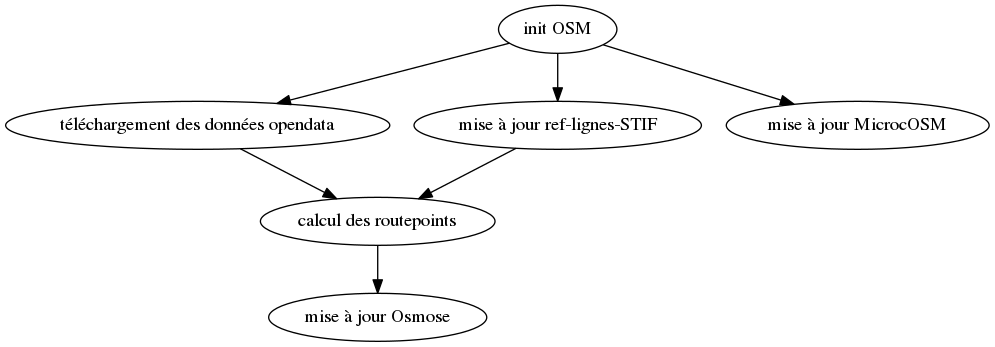 init OSM
téléchargement des données opendata
mise à jour ref-lignes-STIF
mise à jour MicrocOSM
calcul des routepoints
mise à jour Osmose